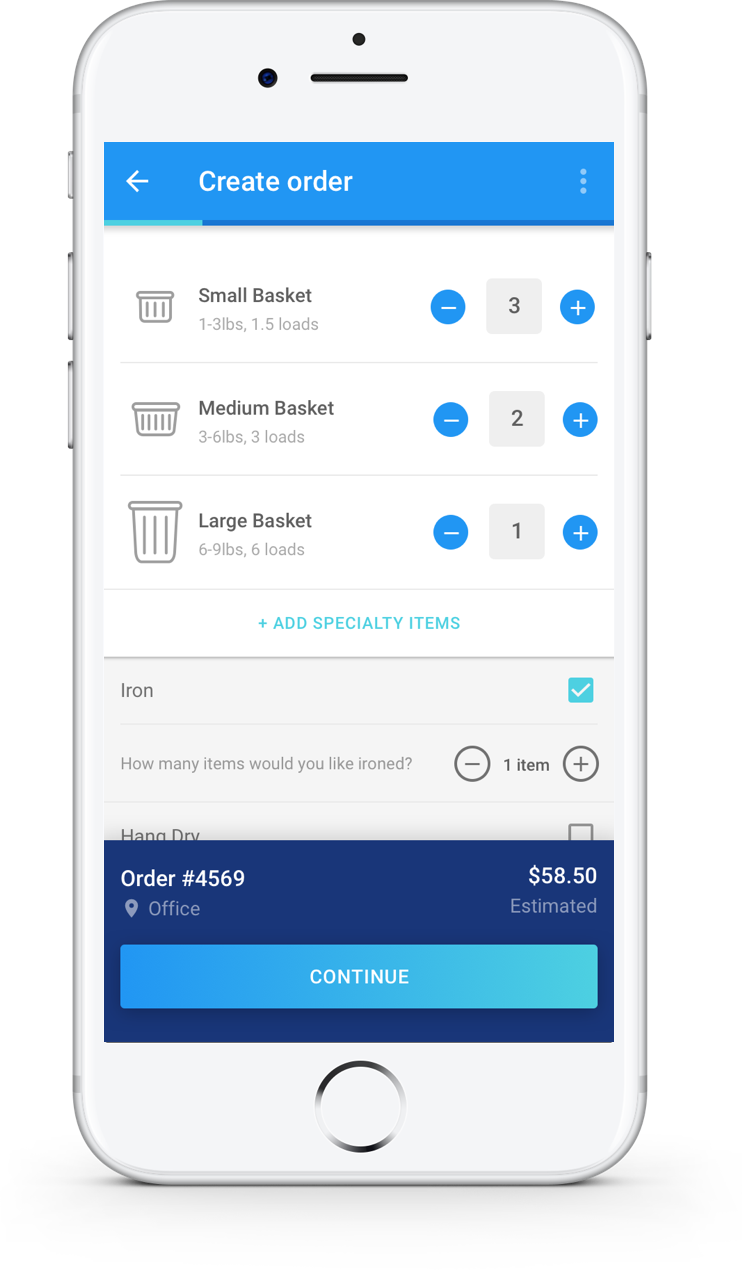 Create order
Small Basket
1-3lbs, 1.5 loads
3
Medium Basket
3-6lbs, 3 loads
2
Large Basket
6-9lbs, 6 loads
1
+ ADD SPECIALTY ITEMS
Iron
How many items would you like ironed?
1 item
Hang Dry
Order #4569
$58.50
Office
Estimated
CONTINUE